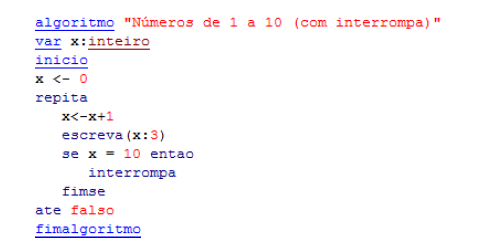 algoritmo "Números de 1 a 10 (com interrompa)"
var x:inteiro
inicio
x <- 0
repita
   x<-x+1
   escreva(x:3)
   se x = 10 entao
      interrompa
   fimse
ate falso
fimalgoritmo